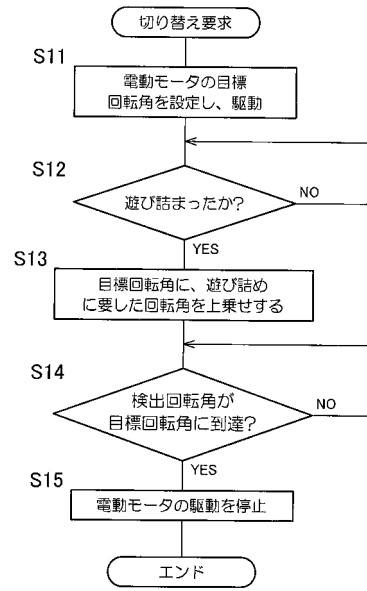 切り替え要求
S11
電動モータの目標
回転角を設定し、駆動
S12
遊び詰まったか?
NO
YES
S13
目標回転角に、遊び詰め
に要した回転角を上乗せする
S14
検出回転角が
目標回転角に到達?
NO
YES
S15
電動モータの駆動を停止
エンド